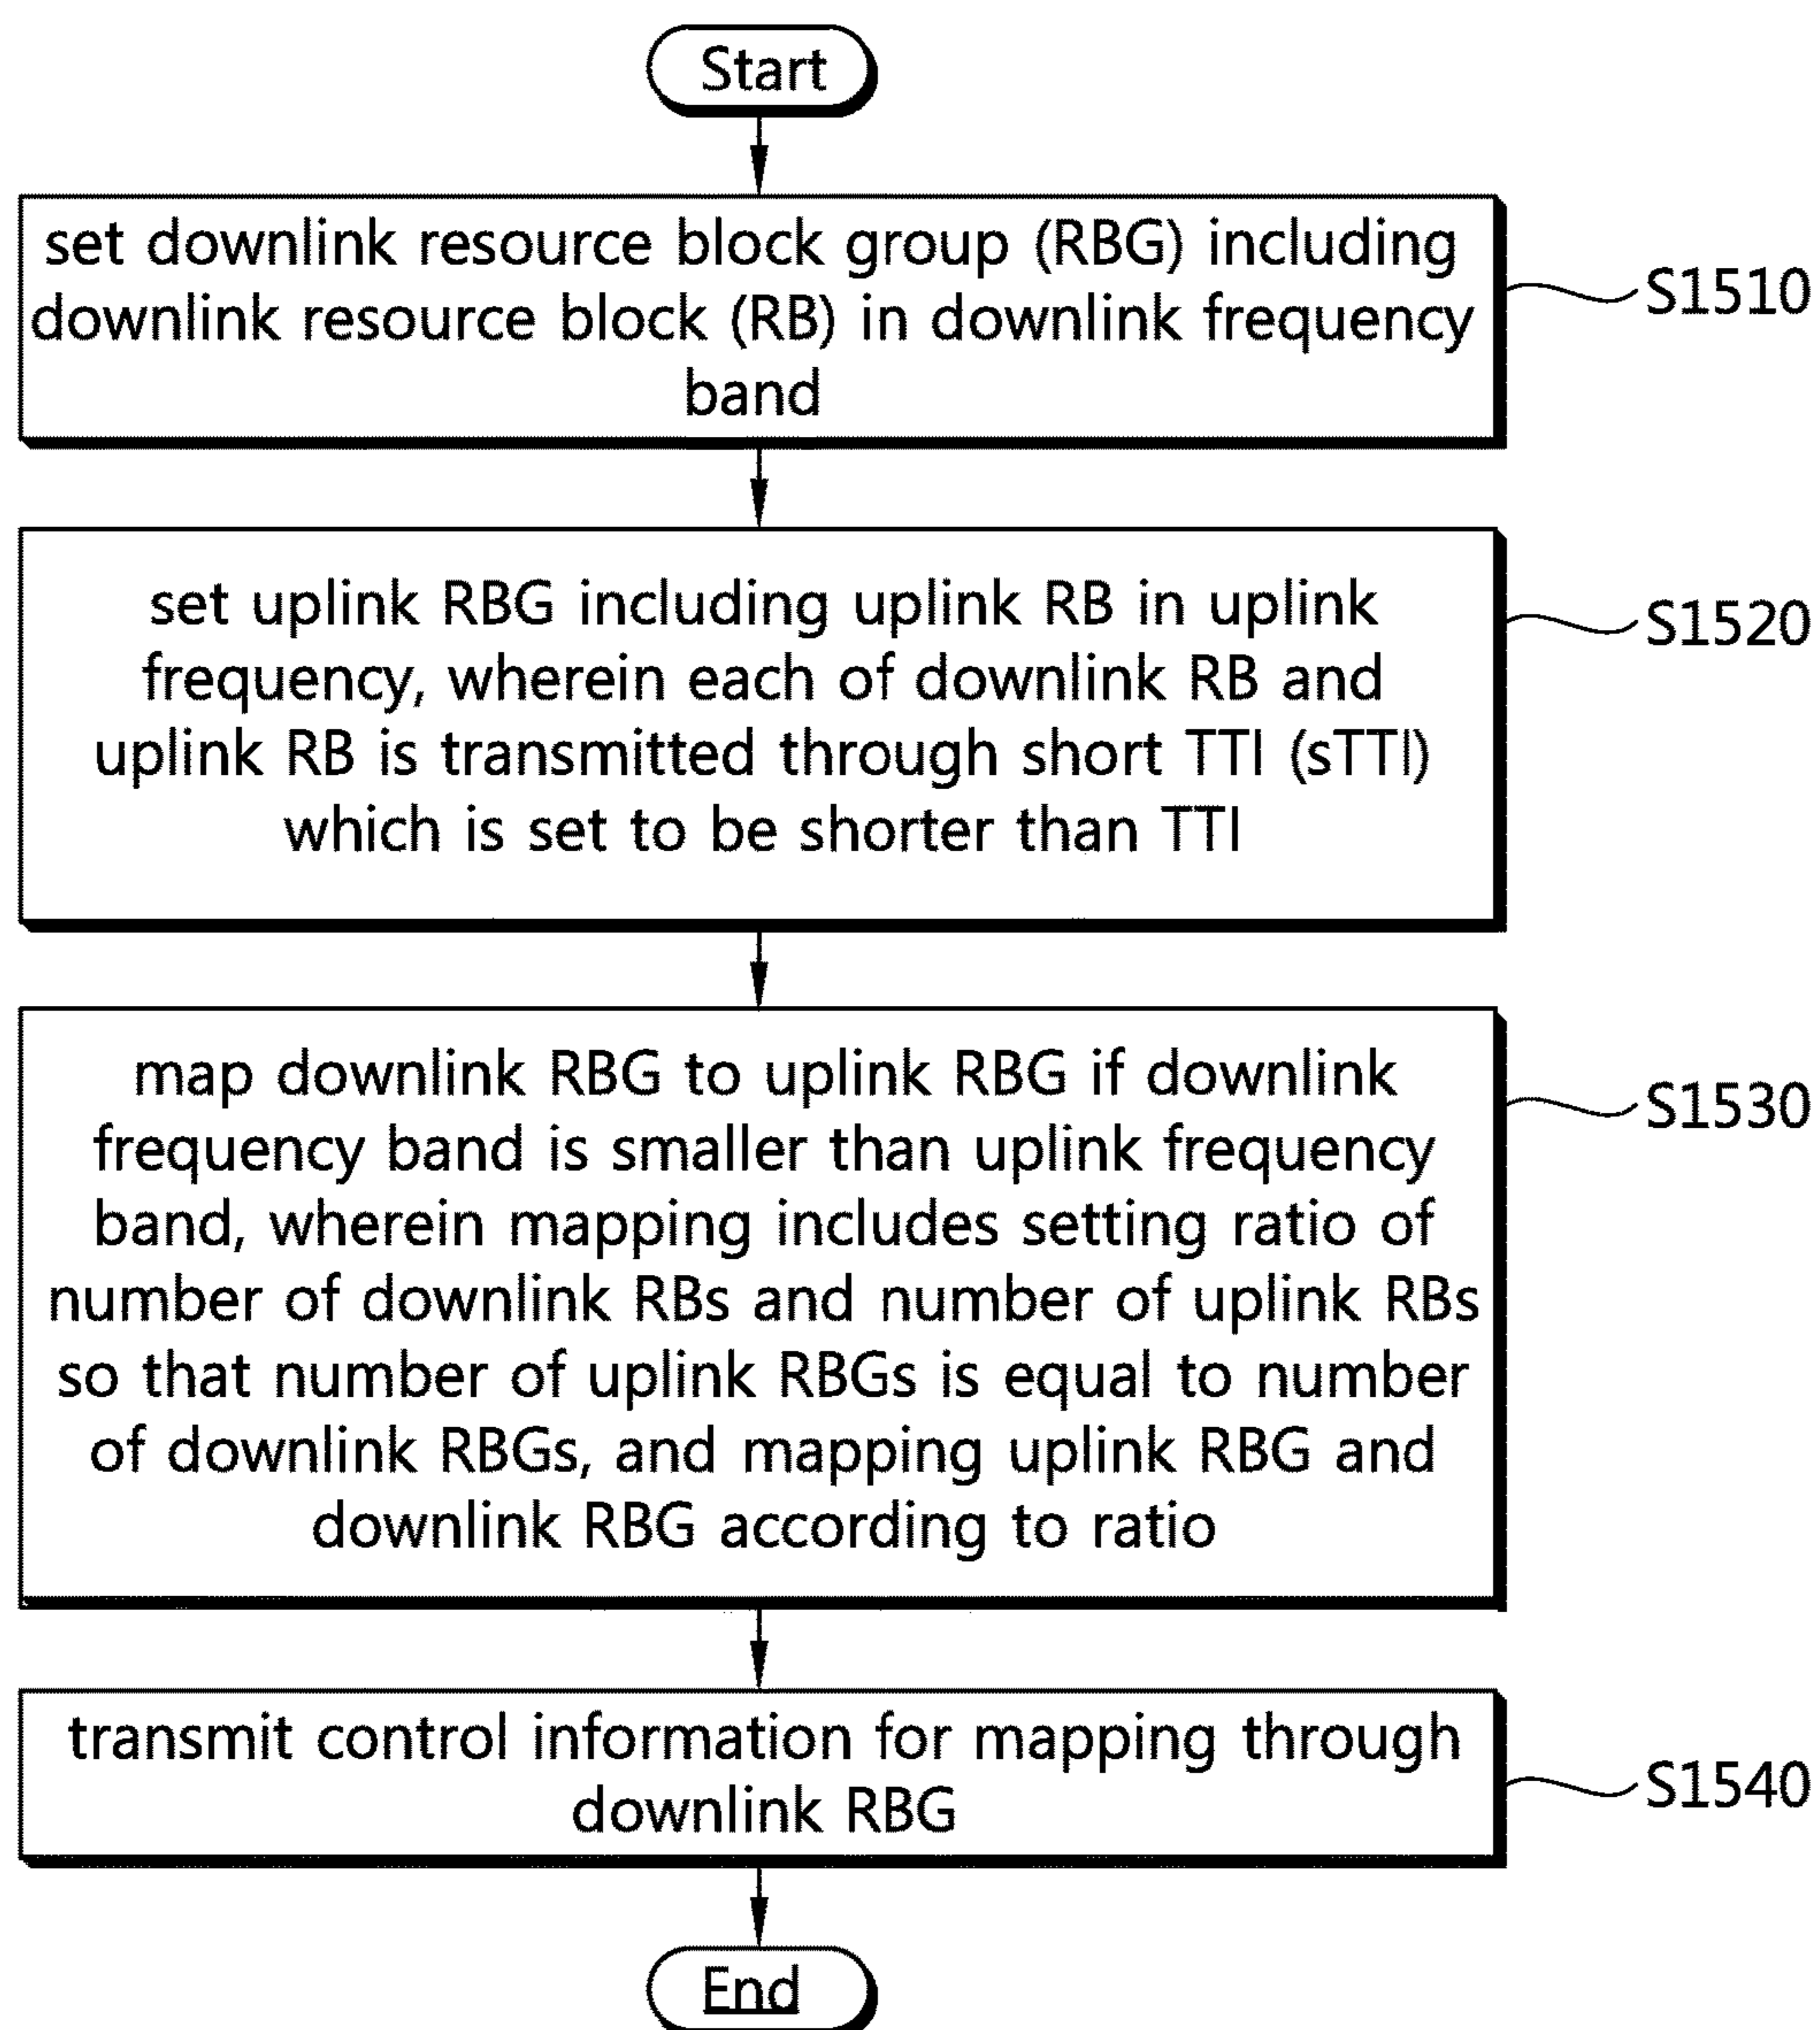 Start
set downlink resource block group (RBG) including
downlink resource block (RB) in downlink frequency
band
S1510
set uplink RBG including uplink RB in uplink
frequency, wherein each of downlink RB and
uplink RB is transmitted through short TTI (sTTI)
which is set to be shorter than TTI
S1520
map downlink RBG to uplink RBG if downlink
frequency band is smaller than uplink frequency
band, wherein mapping includes setting ratio of
number of downlink RBs and number of uplink RBs
so that number of uplink RBGs is equal to number
of downlink RBGs, and mapping uplink RBG and
downlink RBG according to ratio
S1530
transmit control information for mapping through
downlink RBG
S1540
End